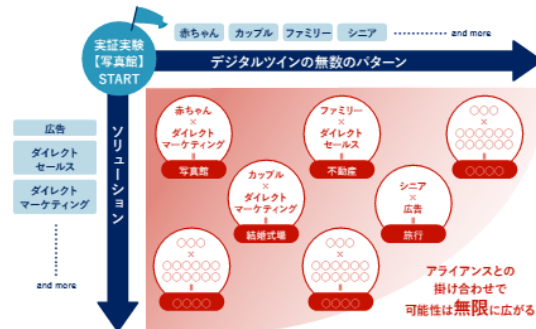 実証実験
【写真館】
START
赤ちゃん
カップル
ファミリー
シニア
and more
デジタルツインの無数のパターン
ソリューション
広告
ダイレクト
セールス
ダイレクト
マーケティング
and more
赤ちゃん
×
ダイレクト
マーケティング
=
写真館
ファミリー
×
ダイレクト
セールス
=
不動産
○○○
×
○○○○○○
○○○○○○
=
○○○○
カップル
×
ダイレクト
マーケティング
=
結婚式場
シニア
×
広告
=
旅行
○○○
×
○○○○○○
○○○○○○
=
○○○○
○○○
×
○○○○○○
○○○○○○
=
○○○○
アライアンスとの
掛け合わせで
可能性は無限に広がる